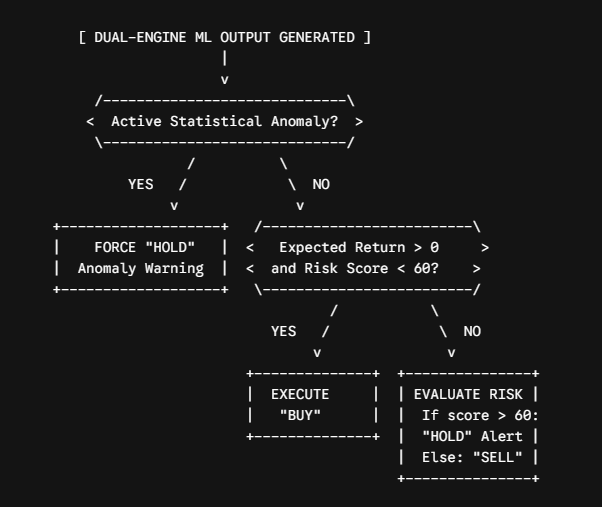 [ DUAL-ENGINE ML OUTPUT GENERATED ]
|
v
/-----------------------------\
<  Active Statistical Anomaly?  >
\-----------------------------/
/          \
YES   /            \  NO
v              v
+-------------------+   /-------------------------\
|    FORCE "HOLD"   |  <   Expected Return > 0     >
|  Anomaly Warning  |  <  and Risk Score < 60?    >
+-------------------+   \-------------------------/
/           \
YES   /             \  NO
v               v
+--------------+  +---------------+
|  EXECUTE     |  | EVALUATE RISK |
|   "BUY"      |  |  If score > 60:
+--------------+  |  "HOLD" Alert |
|  Else: "SELL" |
+---------------+